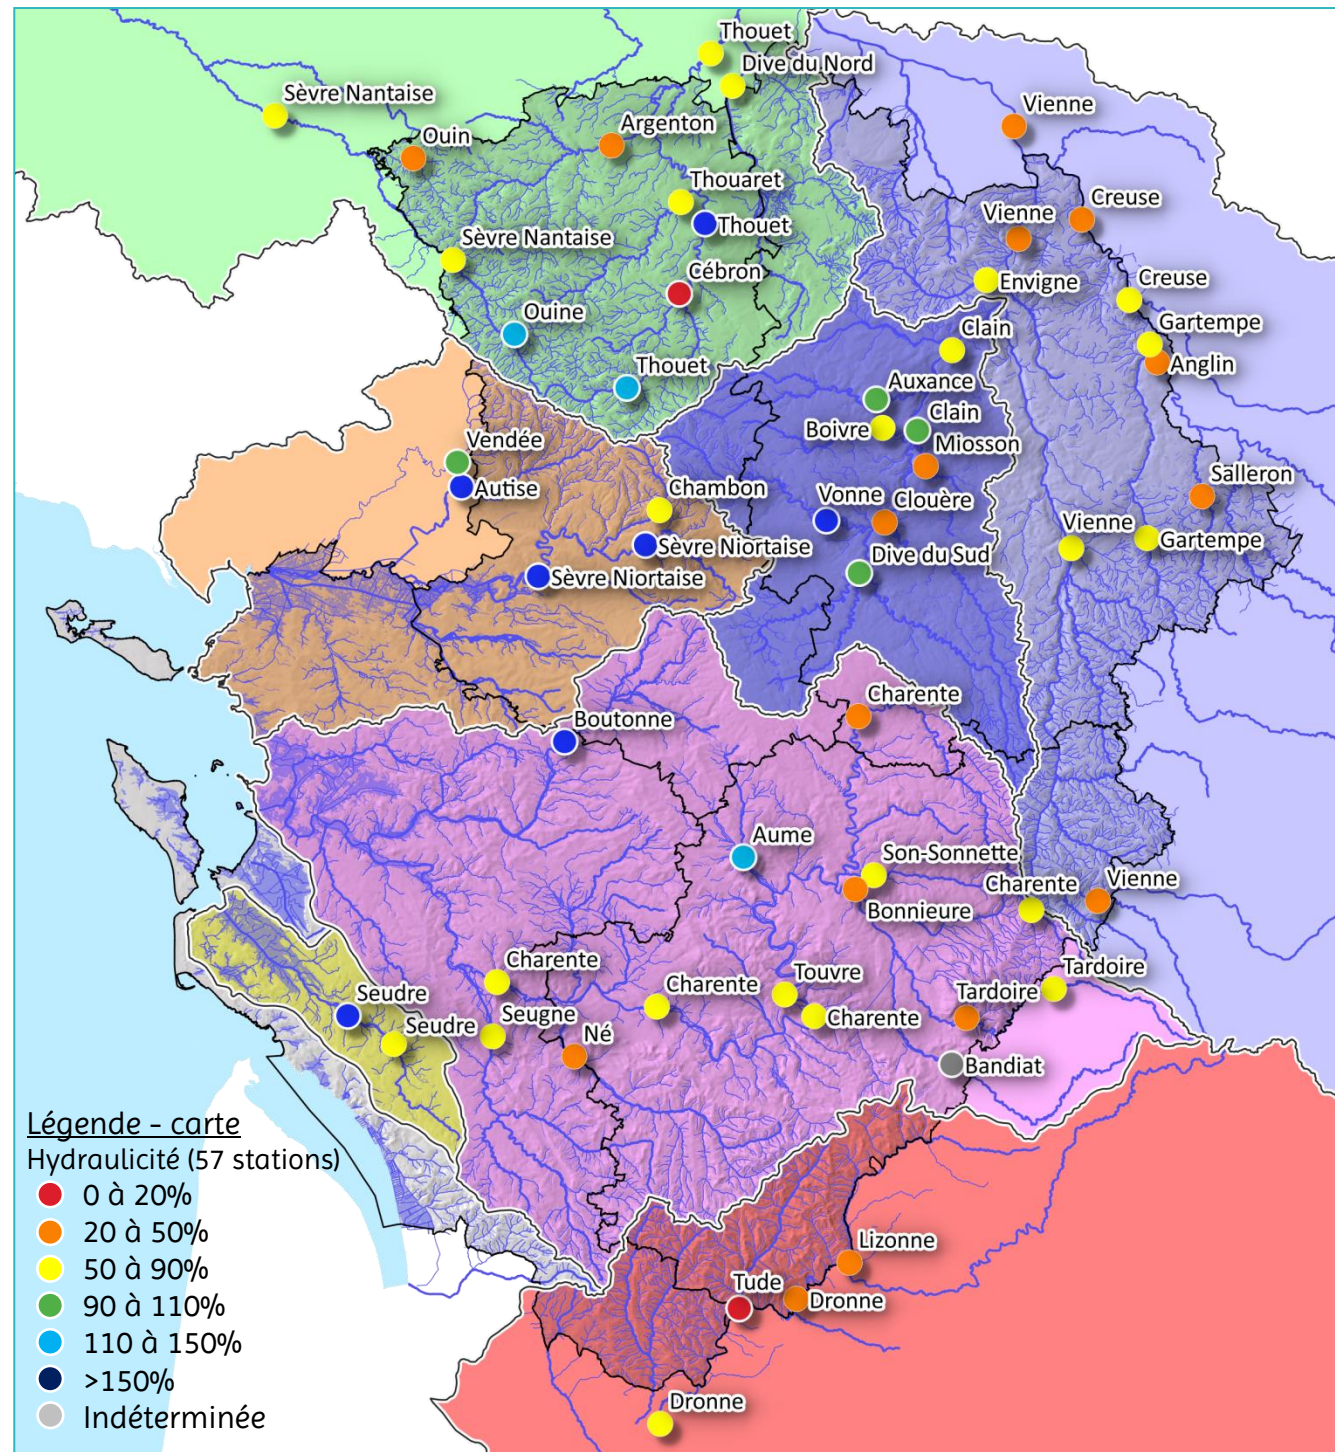 Thouet
Dive du Nord
Sèvre Nantaise
Vienne
Argenton
Ouin
Thouaret
Creuse
Vienne
Thouet
Sèvre Nantaise
Cébron
Envigne
Creuse
Ouine
Gartempe
Clain
Thouet
Anglin
Auxance
Clain
Boivre
Vendée
Miosson
Salleron
Autise
Chambon
Vonne
Clouère
Vienne
Gartempe
Sèvre Niortaise
Dive du Sud
Sèvre Niortaise
Charente
Boutonne
Aume
Son-Sonnette
Charente
Vienne
Bonnieure
Charente
Touvre
Tardoire
Seudre
Charente
Tardoire
Seugne
Charente
Seudre
Né
Bandiat
Légende - carte
Hydraulicité (57 stations)
0 à 20%
20 à 50%
50 à 90%
90 à 110%
110 à 150%
>150%
Indéterminée
Lizonne
Tude
Dronne
Dronne